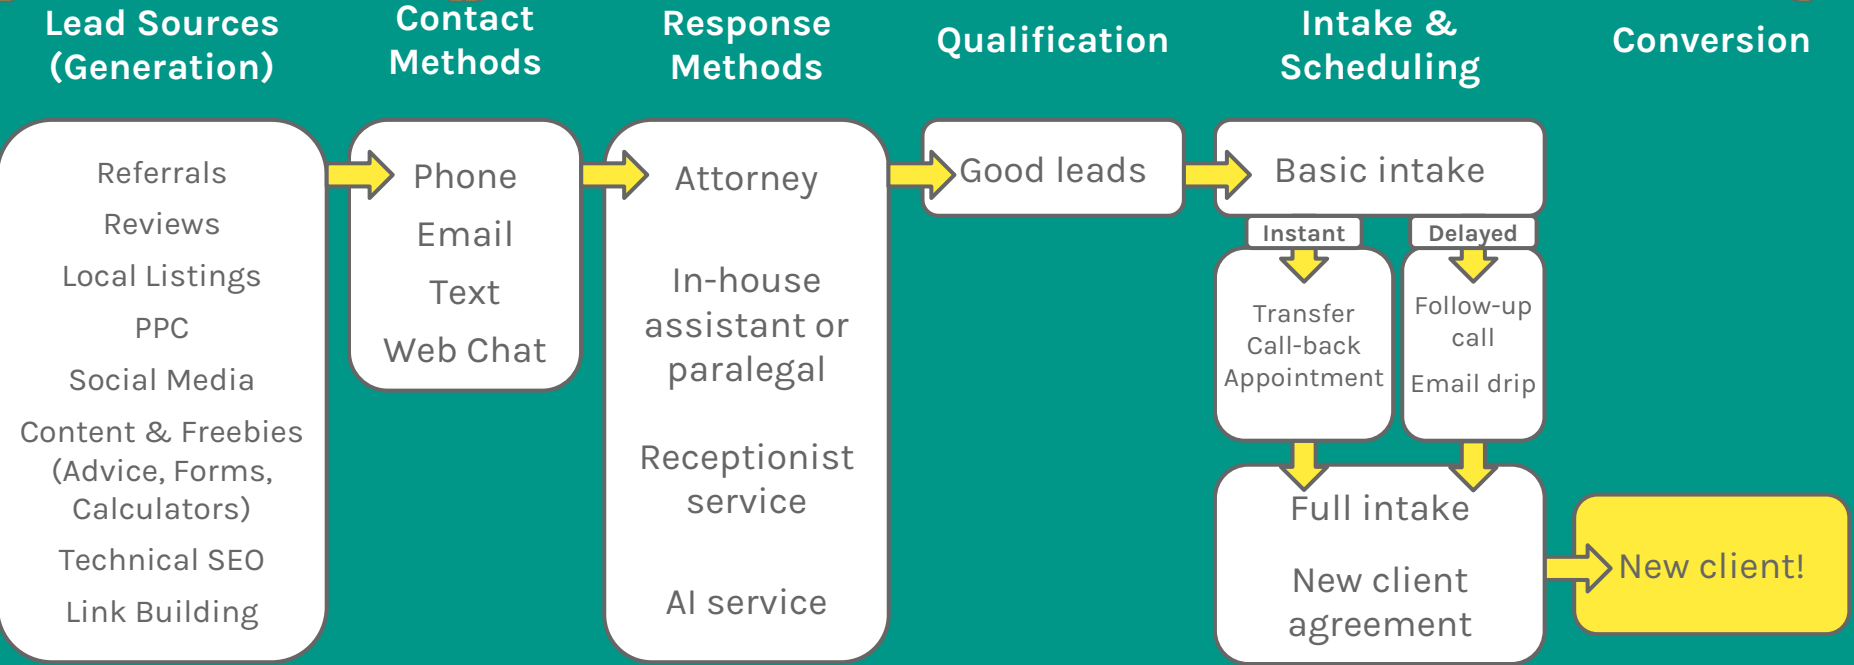 Lead Sources
(Generation)
Contact
Methods
Response
Methods
Qualification
Intake &
Scheduling
Conversion
Referrals
Reviews
Local Listings
PPC
Social Media
Content & Freebies
(Advice, Forms,
Calculators)
Technical SEO
Link Building
Phone
Email
Text
Web Chat
Attorney
In-house
assistant or
paralegal
Receptionist
service
AI service
Good leads
Basic intake
Instant
Transfer
Call-back
Appointment
Delayed
Follow-up
call
Email drip
Full intake
New client
agreement
New client!